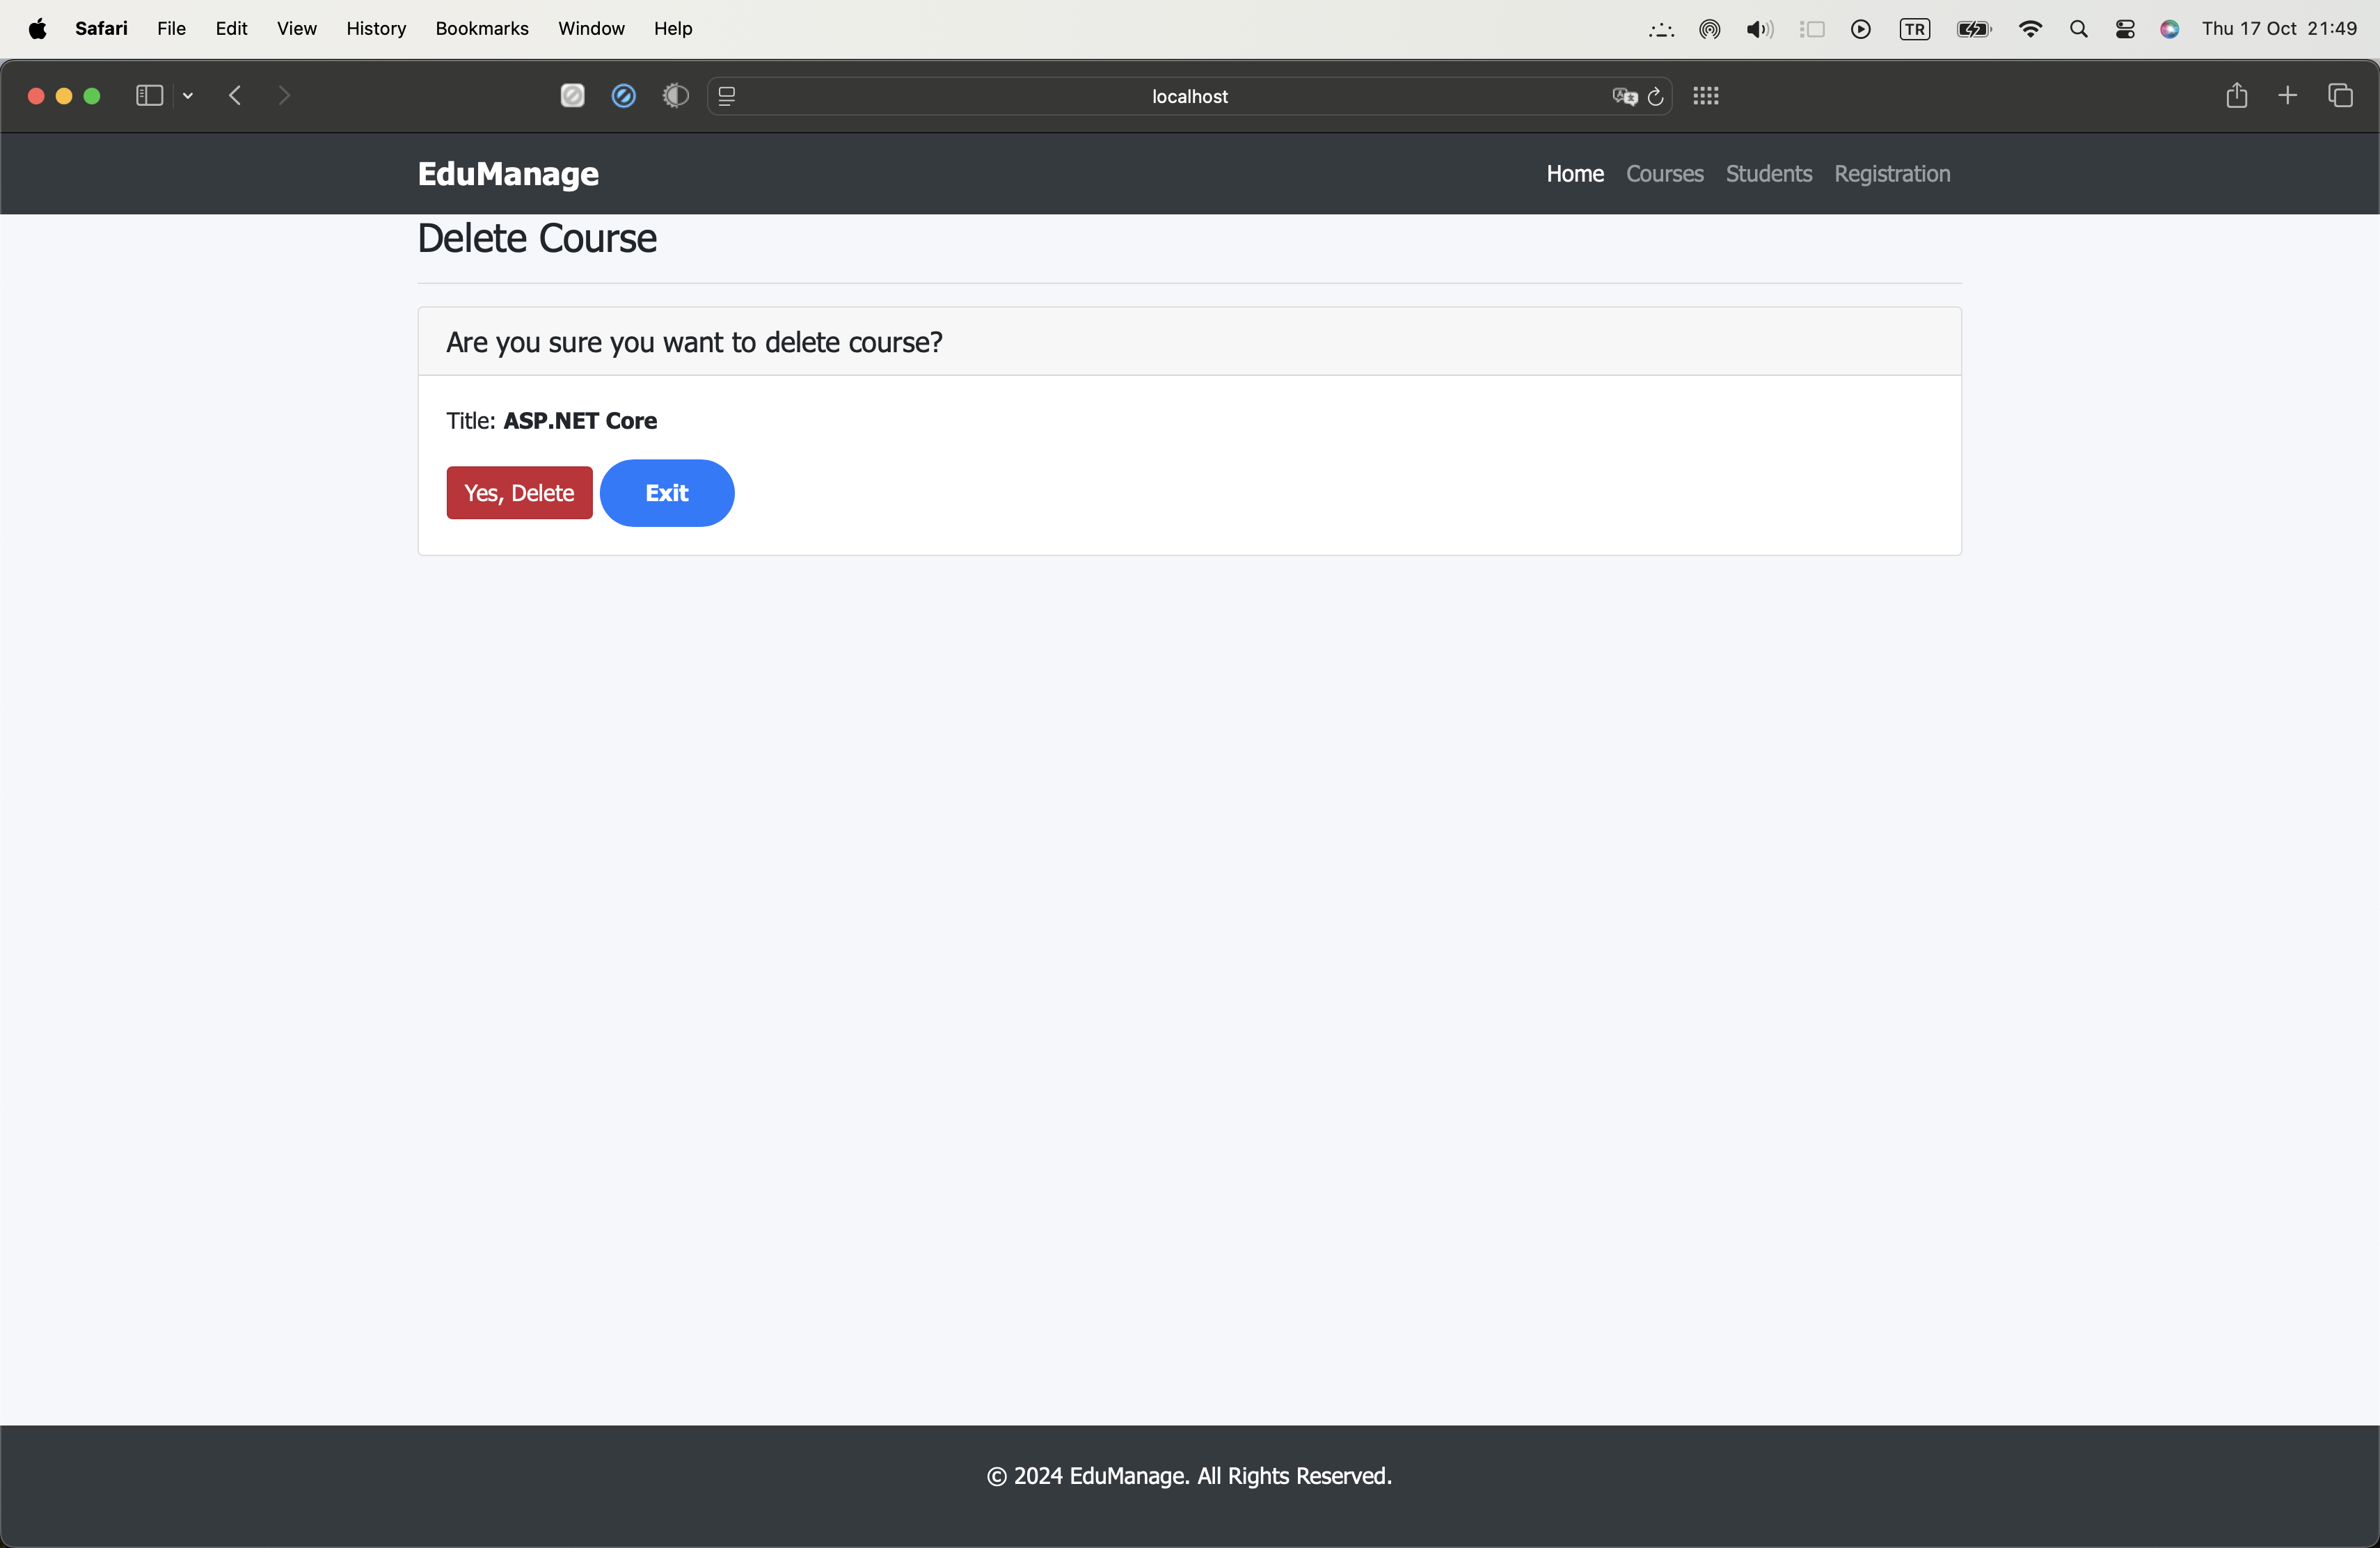 Safari File Edit View History Bookmarks Window Help TR Thu 17 Oct 21:49
localhost
EduManage Home Courses Students Registration
Delete Course
Are you sure you want to delete course?
Title: ASP.NET Core
Yes, Delete Exit
© 2024 EduManage. All Rights Reserved.